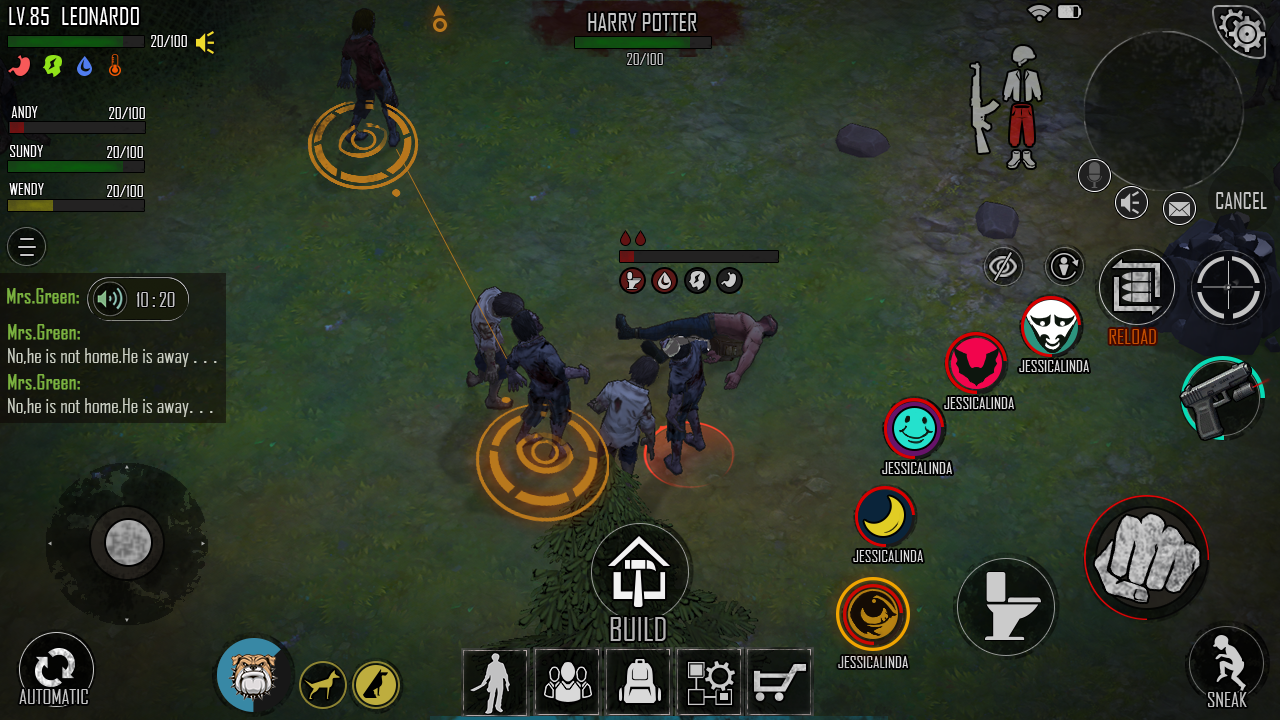 LV.85 LEONARDO
20/100
ANDY 20/100
SUNDY 20/100
WENDY 20/100
HARRY POTTER
20/100
CANCEL
RELOAD
Mrs.Green: 10:20
Mrs.Green:
No,he is not home.He is away . . .
Mrs.Green:
No,he is not home.He is away. . .
JESSICALINDA
JESSICALINDA
JESSICALINDA
JESSICALINDA
JESSICALINDA
BUILD
AUTOMATIC
SNEAK